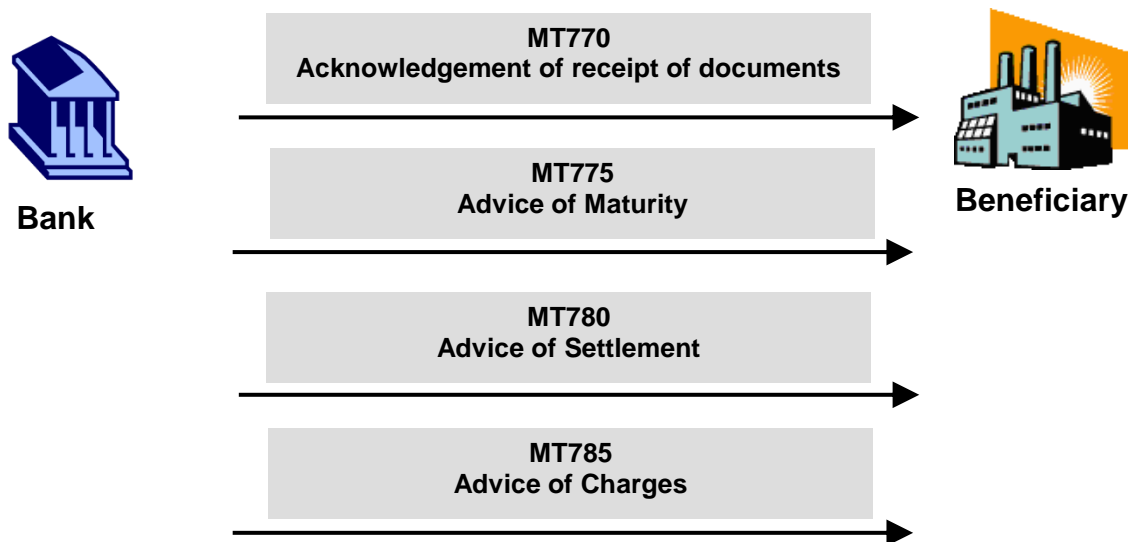 MT770
Acknowledgement of receipt of documents
MT775
Advice of Maturity
Bank
Beneficiary
MT780
Advice of Settlement
MT785
Advice of Charges